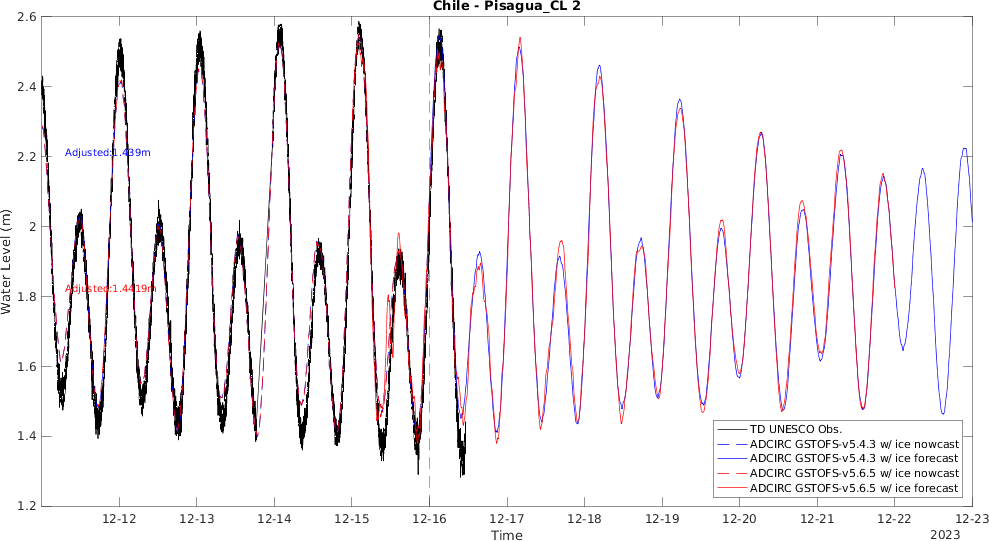 Chile - Pisagua_CL 2
2.6
2.4
2.2
2
1.8
1.6
1.4
1.2
Water Level (m)
Adjusted:1.439m
Adjusted:1.4419m
TD UNESCO Obs.
ADCIRC GSTOFS-v5.4.3 w/ ice nowcast
ADCIRC GSTOFS-v5.4.3 w/ ice forecast
ADCIRC GSTOFS-v5.6.5 w/ ice nowcast
ADCIRC GSTOFS-v5.6.5 w/ ice forecast
12-12 12-13 12-14 12-15 12-16 12-17 12-18 12-19 12-20 12-21 12-22 12-23
Time
2023